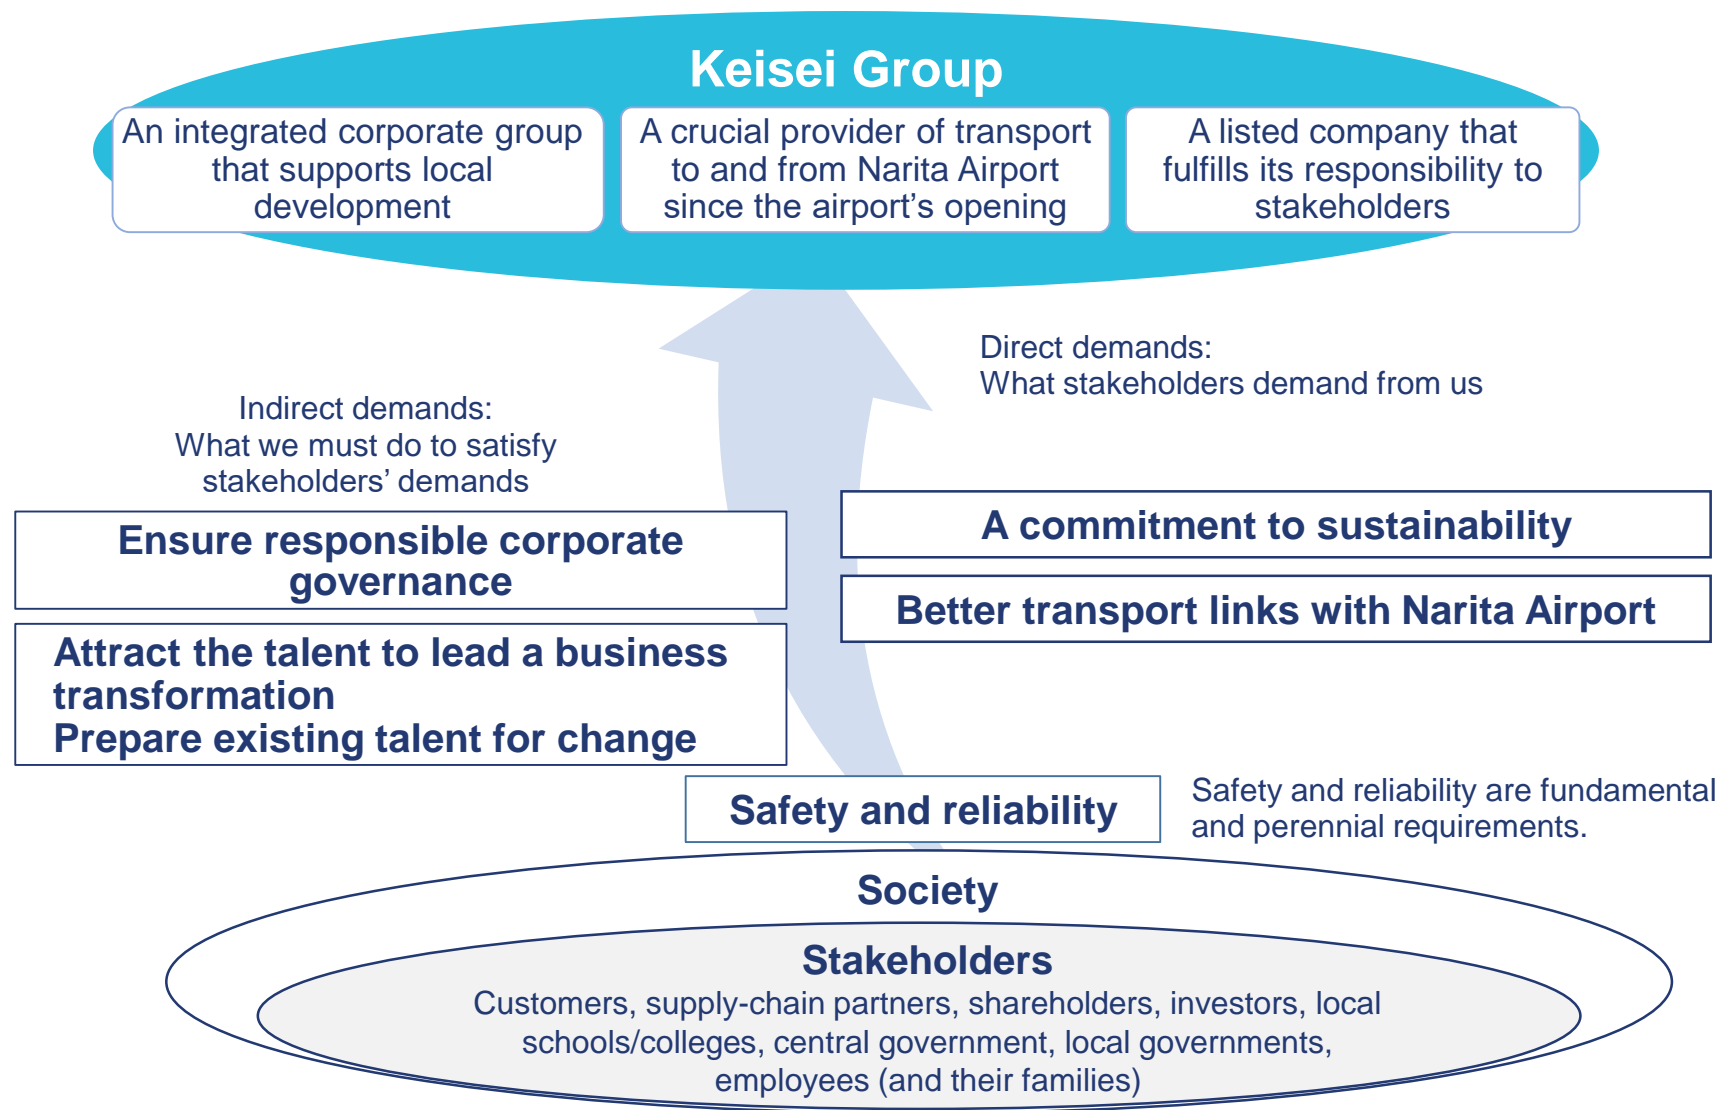 Keisei Group
An integrated corporate group
that supports local
development
A crucial provider of transport
to and from Narita Airport
since the airport’s opening
A listed company that
fulfills its responsibility to
stakeholders
Direct demands:
What stakeholders demand from us
Indirect demands:
What we must do to satisfy
stakeholders’ demands
Ensure responsible corporate
governance
Attract the talent to lead a business
transformation
Prepare existing talent for change
A commitment to sustainability
Better transport links with Narita Airport
Safety and reliability
Safety and reliability are fundamental
and perennial requirements.
Society
Stakeholders
Customers, supply-chain partners, shareholders, investors, local
schools/colleges, central government, local governments,
employees (and their families)